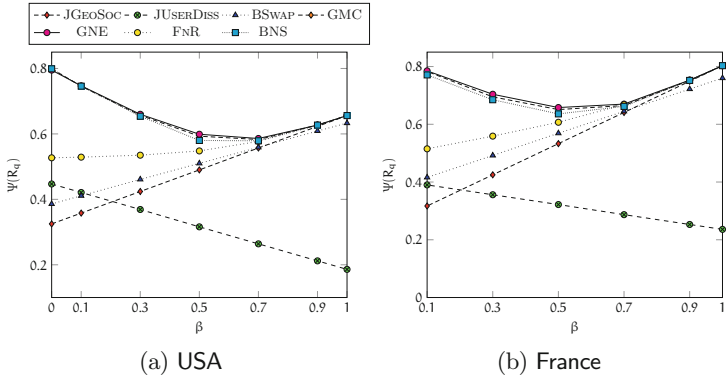 JGEOSOC JUSERDISS BSWAP GMC
GNE FNR BNS
0.8
0.6
0.4
0.2
Ψ(Rq)
0 0.1 0.3 0.5 0.7 0.9 1
β
(a) USA
0.8
0.6
0.4
0.2
0
Ψ(Rq)
0.1 0.3 0.5 0.7 0.9 1
β
(b) France